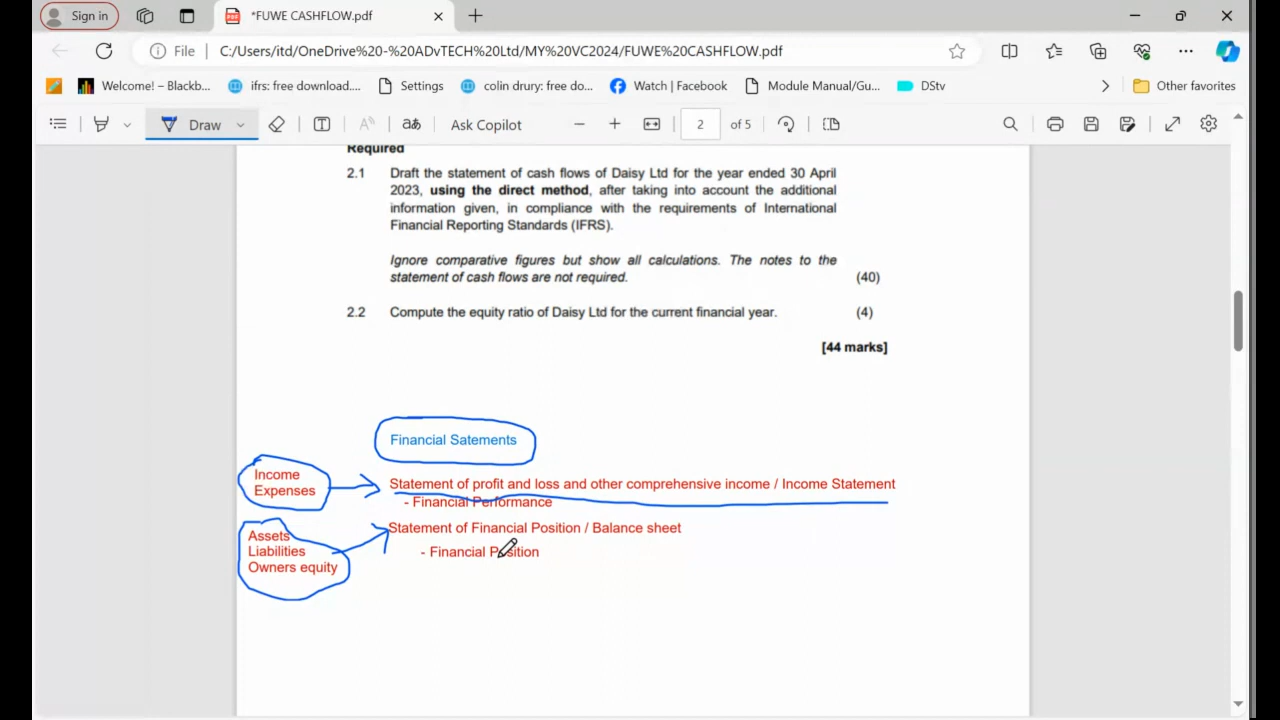 Sign in
*FUWE CASHFLOW.pdf
File
C:/Users/itd/OneDrive%20-%20ADvTECH%20Ltd/MY%20VC2024/FUWE%20CASHFLOW.pdf
Welcome! – Blackb...
ifrs: free download....
Settings
colin drury: free do...
Watch | Facebook
Module Manual/Gu...
DStv
Other favorites
Draw
Ask Copilot
2 of 5
Required
2.1 Draft the statement of cash flows of Daisy Ltd for the year ended 30 April
2023, using the direct method, after taking into account the additional
information given, in compliance with the requirements of International
Financial Reporting Standards (IFRS).
Ignore comparative figures but show all calculations. The notes to the
statement of cash flows are not required. (40)
2.2 Compute the equity ratio of Daisy Ltd for the current financial year. (4)
[44 marks]
Financial Satements
Income
Expenses
Statement of profit and loss and other comprehensive income / Income Statement
- Financial Performance
Assets
Liabilities
Owners equity
Statement of Financial Position / Balance sheet
- Financial Position